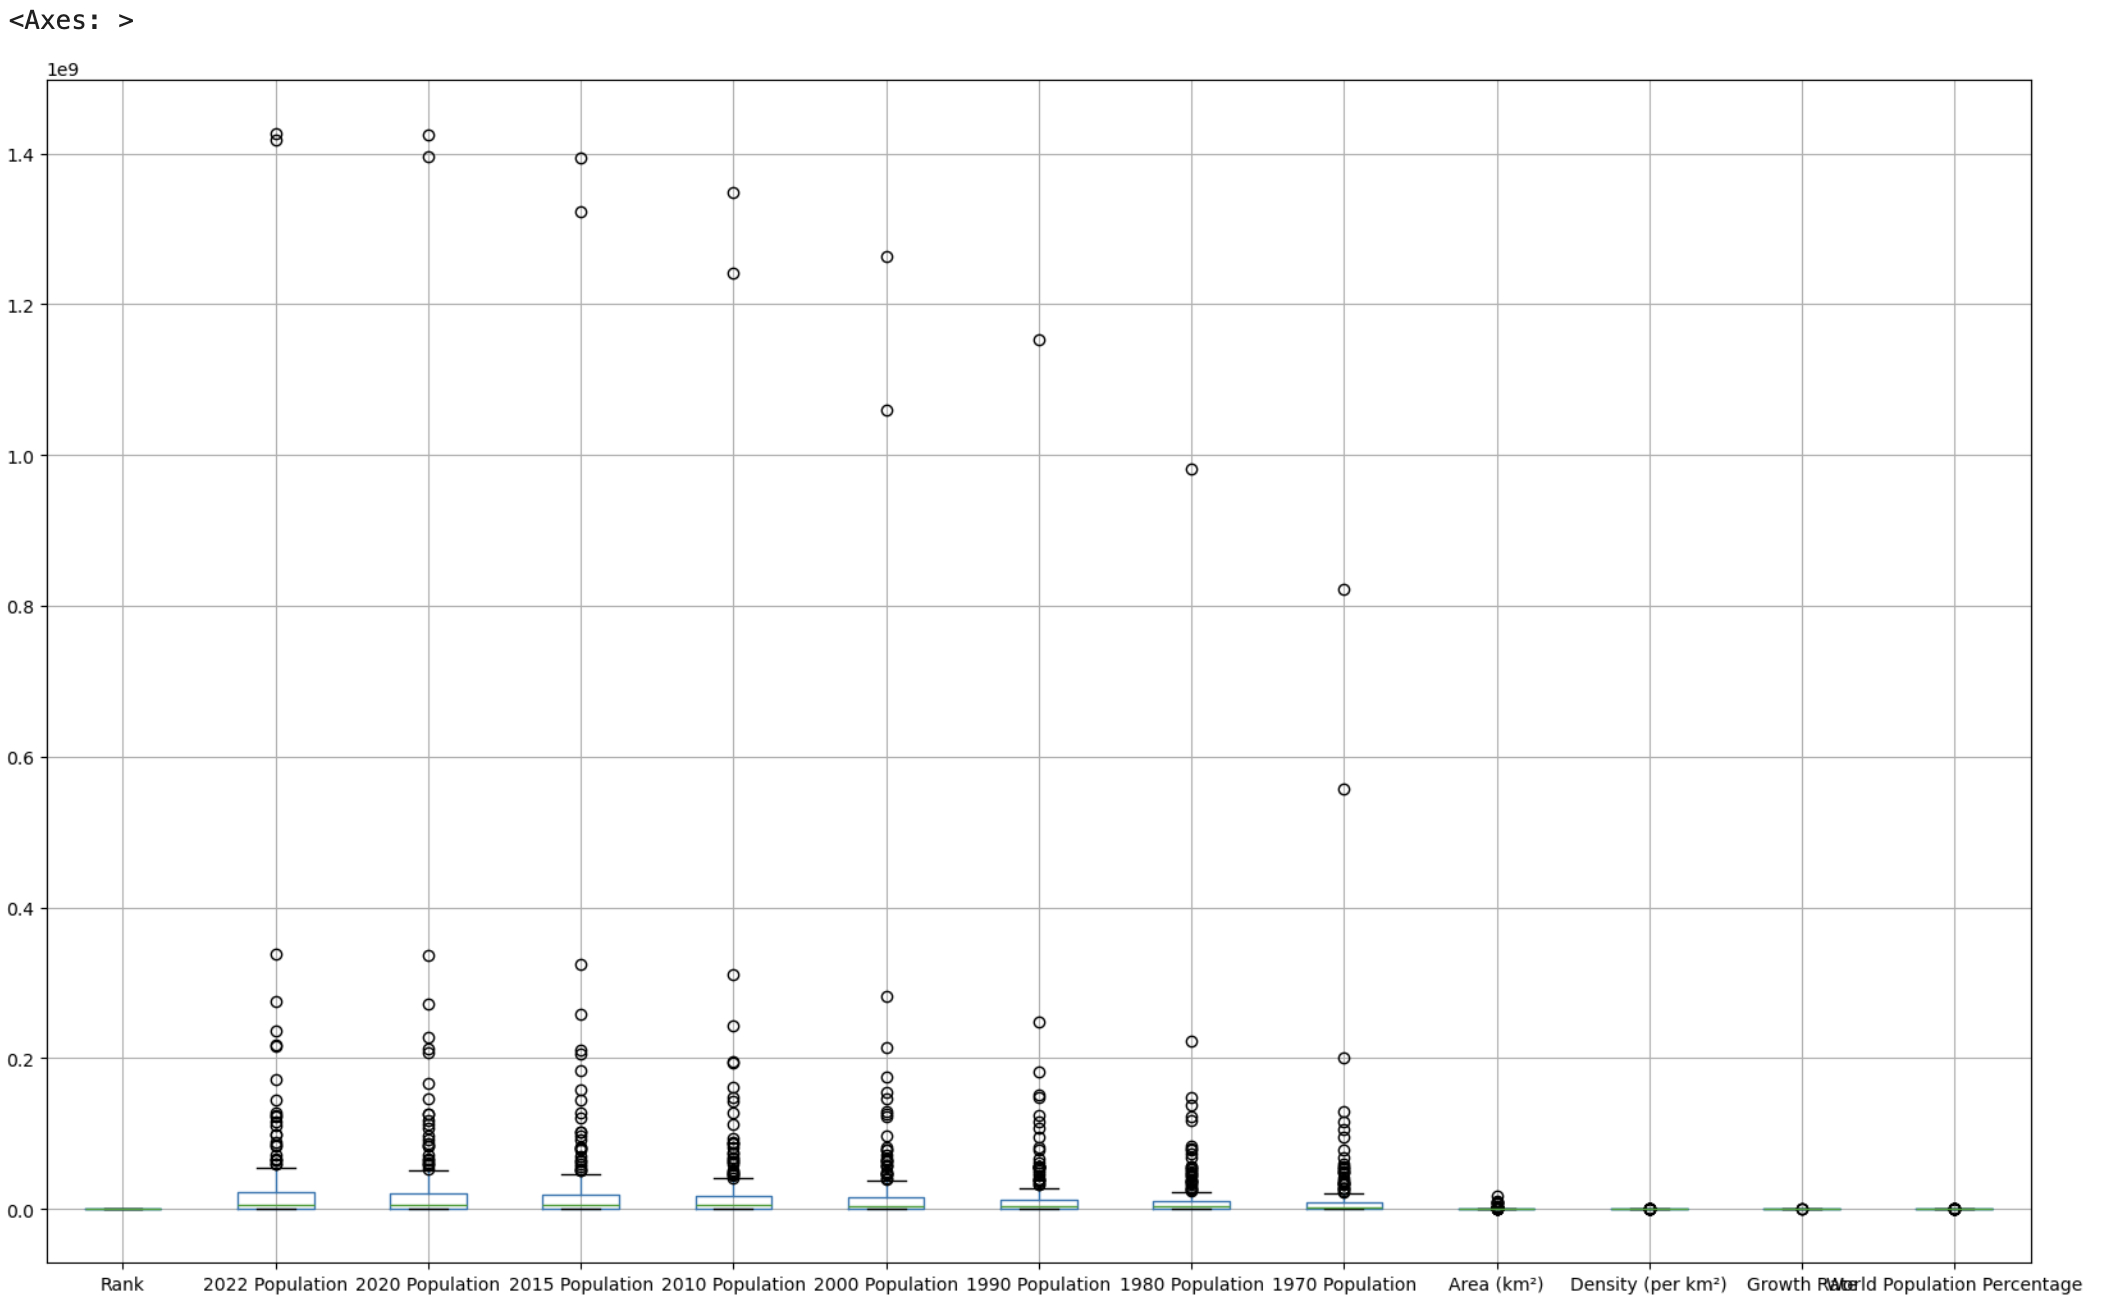 <Axes: >
1e9
1.4
1.2
1.0
0.8
0.6
0.4
0.2
0.0
Rank 2022 Population 2020 Population 2015 Population 2010 Population 2000 Population 1990 Population 1980 Population 1970 Population Area (km²) Density (per km²) Growth Rate World Population Percentage